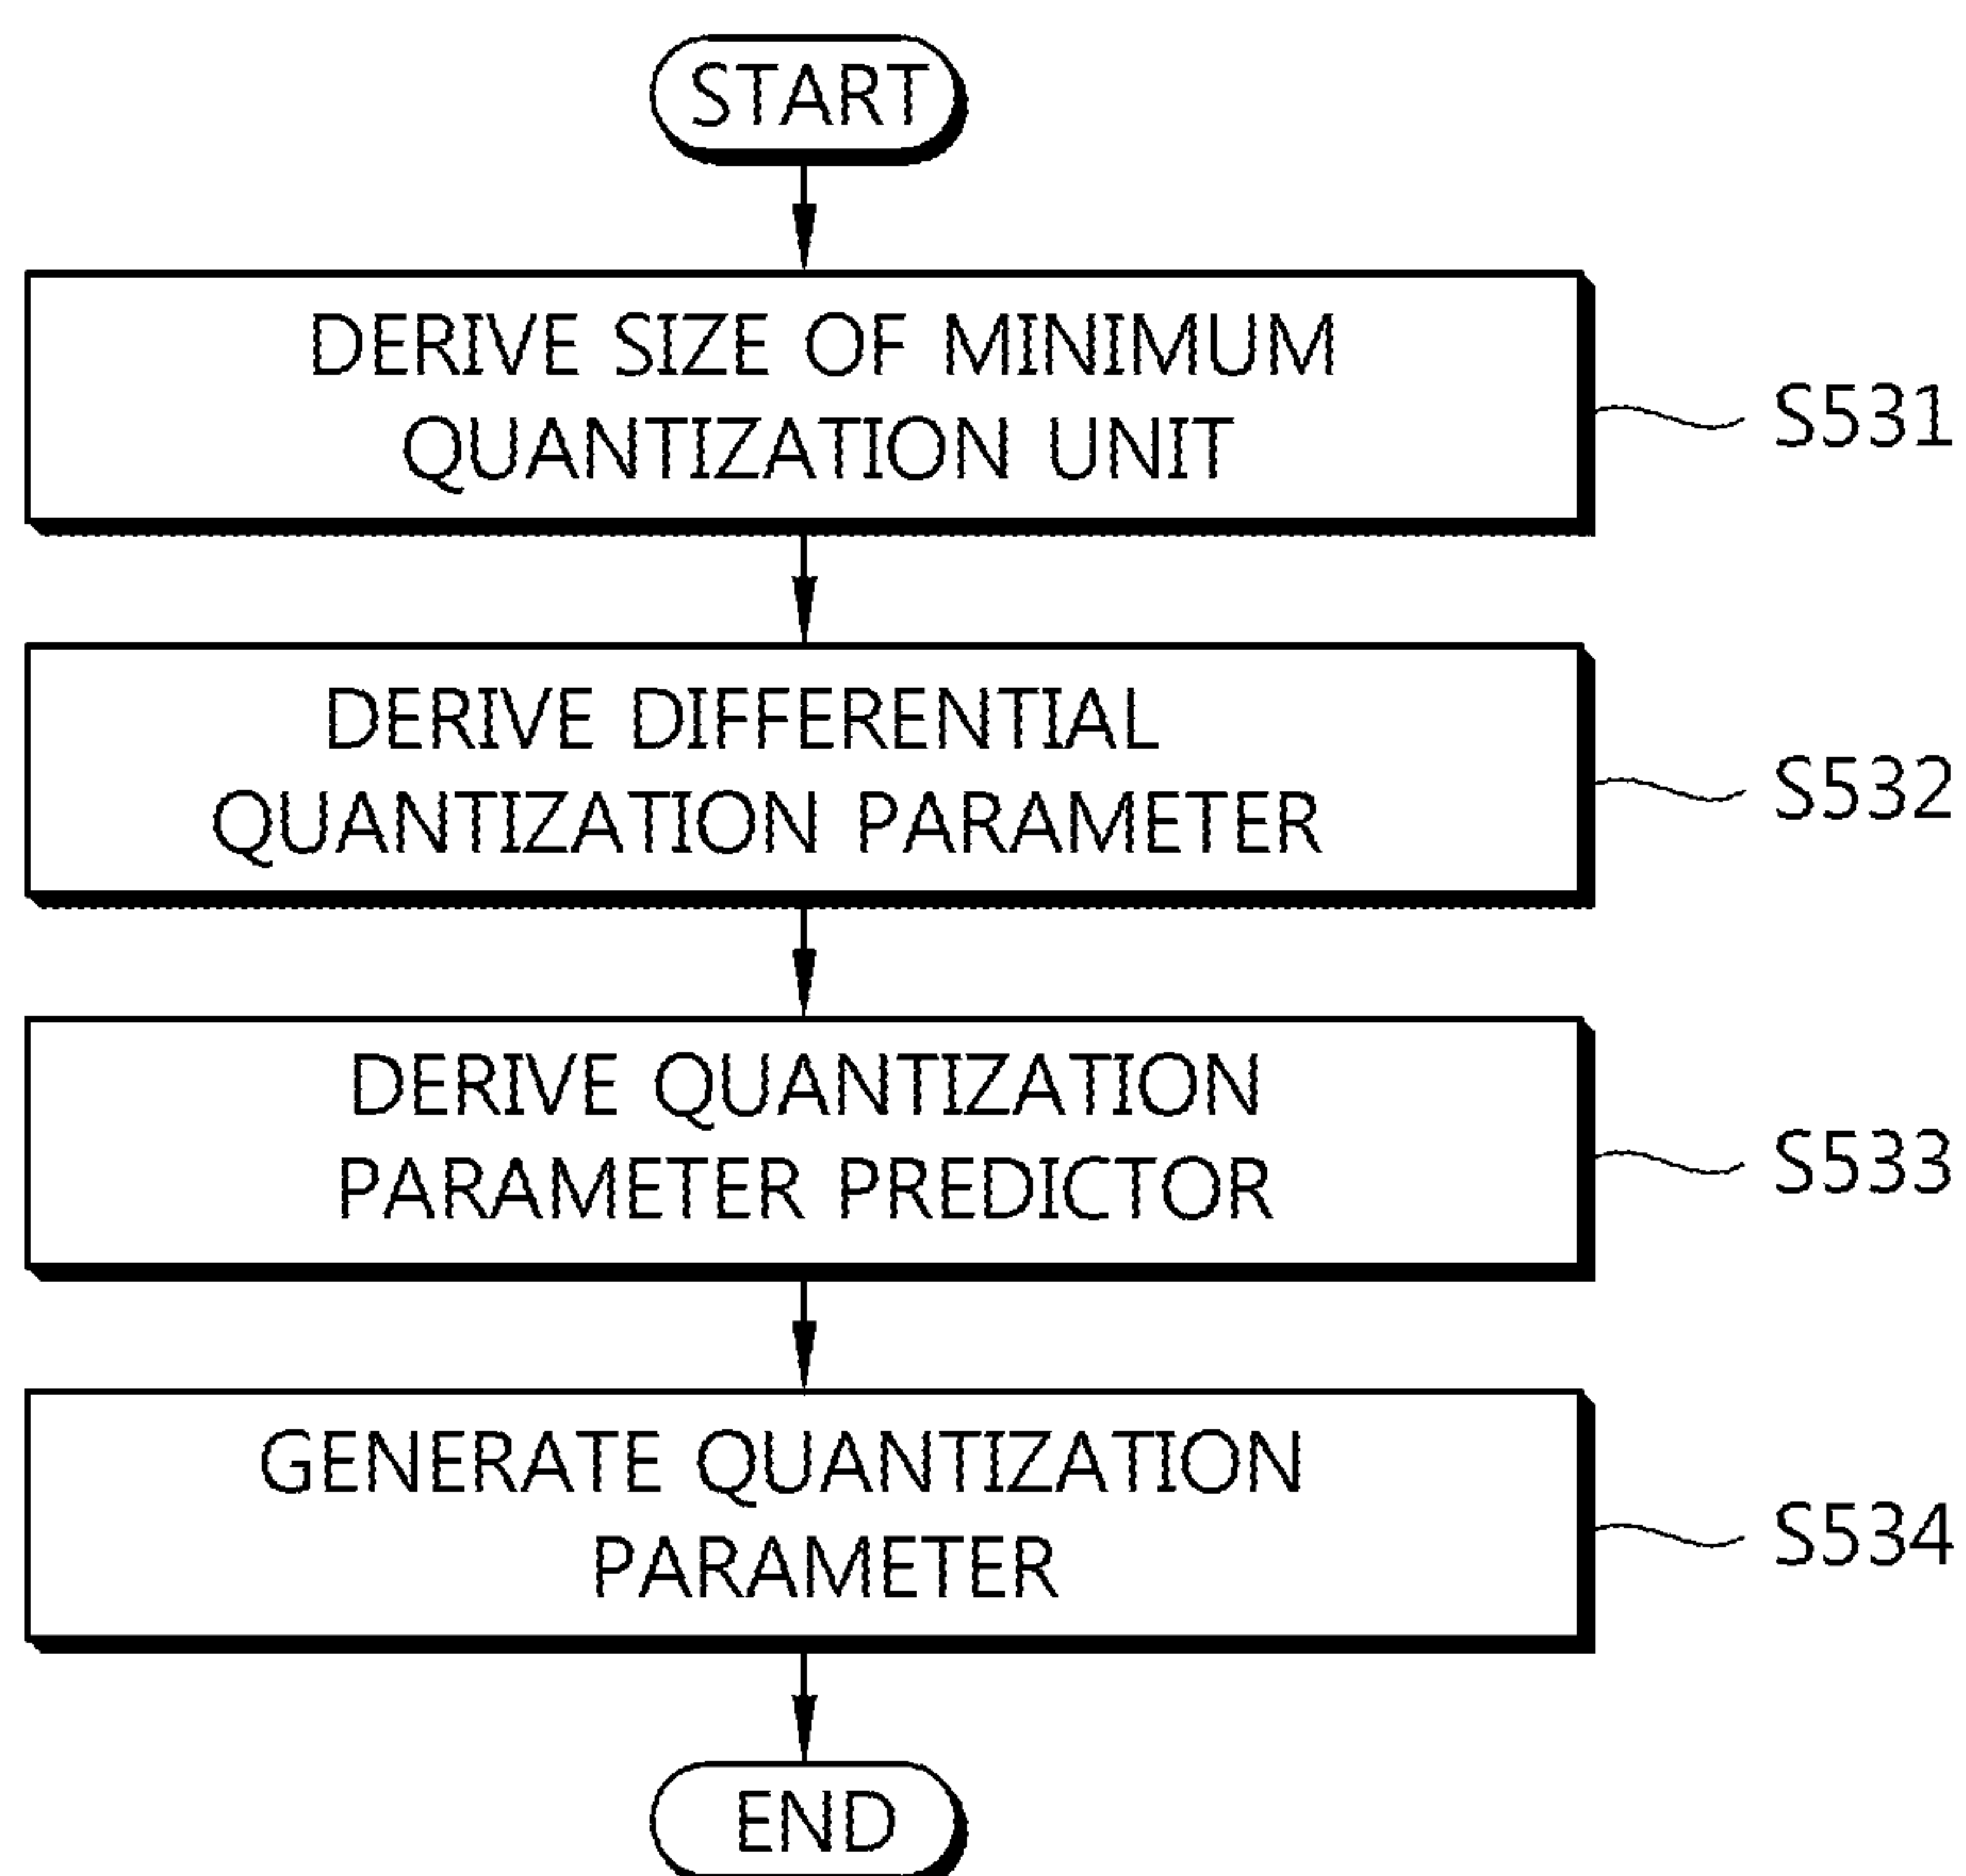 START
DERIVE SIZE OF MINIMUM
QUANTIZATION UNIT
S531
DERIVE DIFFERENTIAL
QUANTIZATION PARAMETER
S532
DERIVE QUANTIZATION
PARAMETER PREDICTOR
S533
GENERATE QUANTIZATION
PARAMETER
S534
END